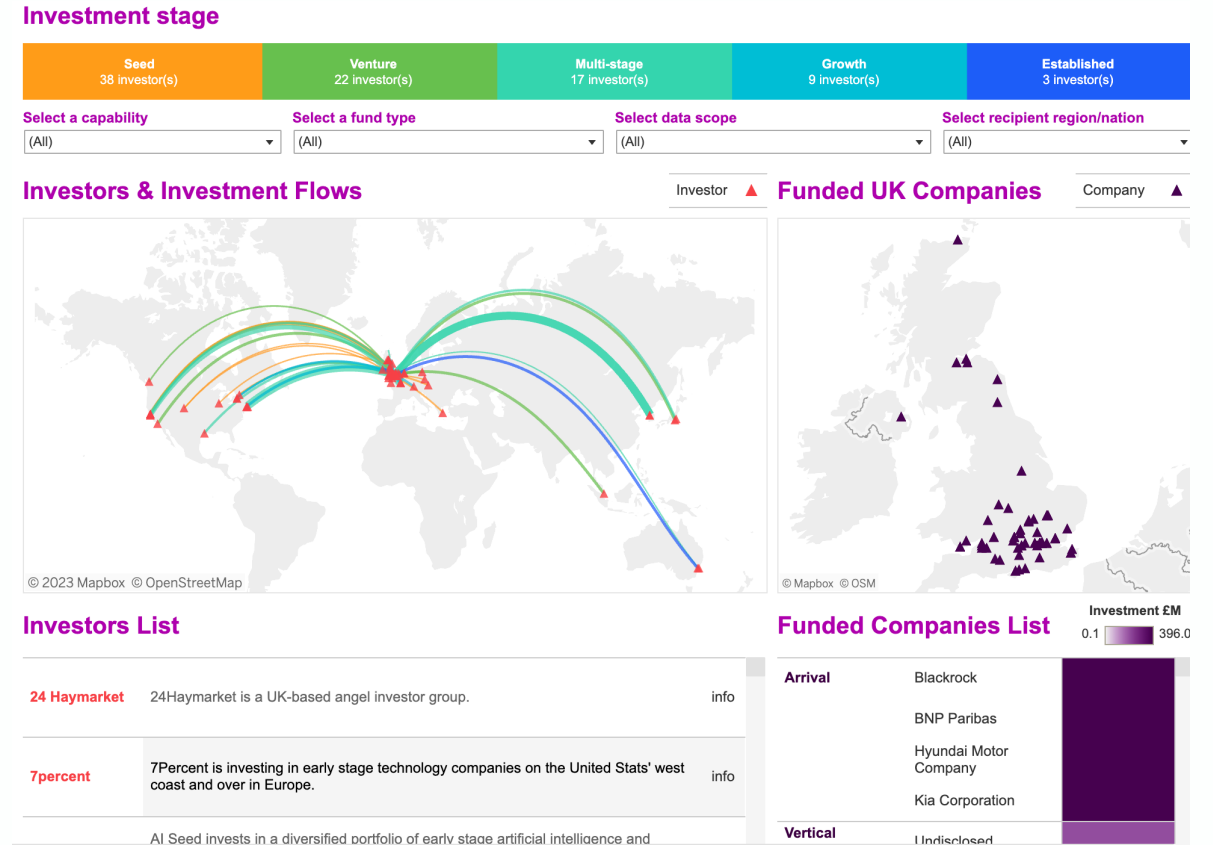 Investment stage
Seed
38 investor(s)
Venture
22 investor(s)
Multi-stage
17 investor(s)
Growth
9 investor(s)
Established
3 investor(s)
Select a capability
Select a fund type
Select data scope
Select recipient region/nation
(All)
(All)
(All)
(All)
Investors & Investment Flows
Investor
Funded UK Companies
Company
© 2023 Mapbox © OpenStreetMap
© Mapbox © OSM
Investors List
Funded Companies List
Investment £M
0.1
396.0
24 Haymarket
24Haymarket is a UK-based angel investor group.
info
7percent
7Percent is investing in early stage technology companies on the United Stats' west
coast and over in Europe.
info
AI Seed invests in a diversified portfolio of early stage artificial intelligence and
Arrival
Blackrock
BNP Paribas
Hyundai Motor
Company
Kia Corporation
Vertical
Undisclosed